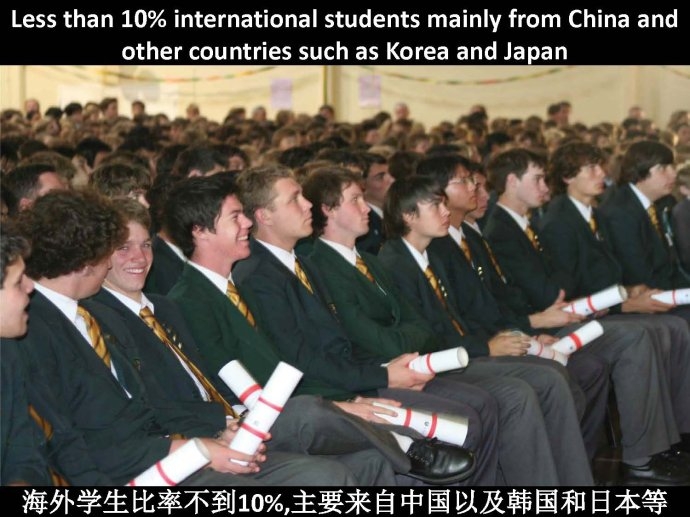 Less than 10% international students mainly from China and
other countries such as Korea and Japan
海外学生比率不到10%,主要来自中国以及韩国和日本等